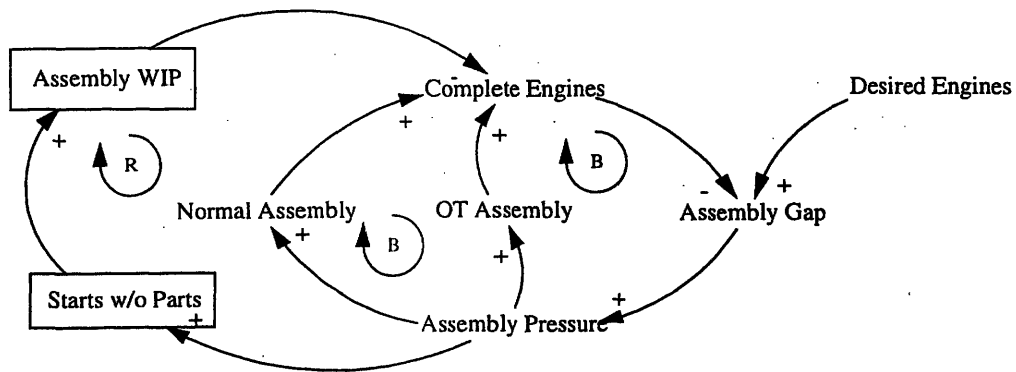 Assembly WIP
-
Complete Engines
Desired Engines
+
+
+
R
B
-
+
Normal Assembly
OT Assembly
Assembly Gap
+
B
+
Starts w/o Parts
+
+
Assembly Pressure